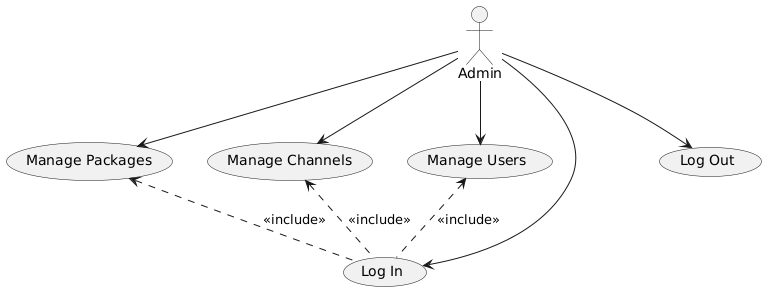 Admin
Manage Packages
Manage Channels
Manage Users
Log Out
«include»
«include»
«include»
Log In